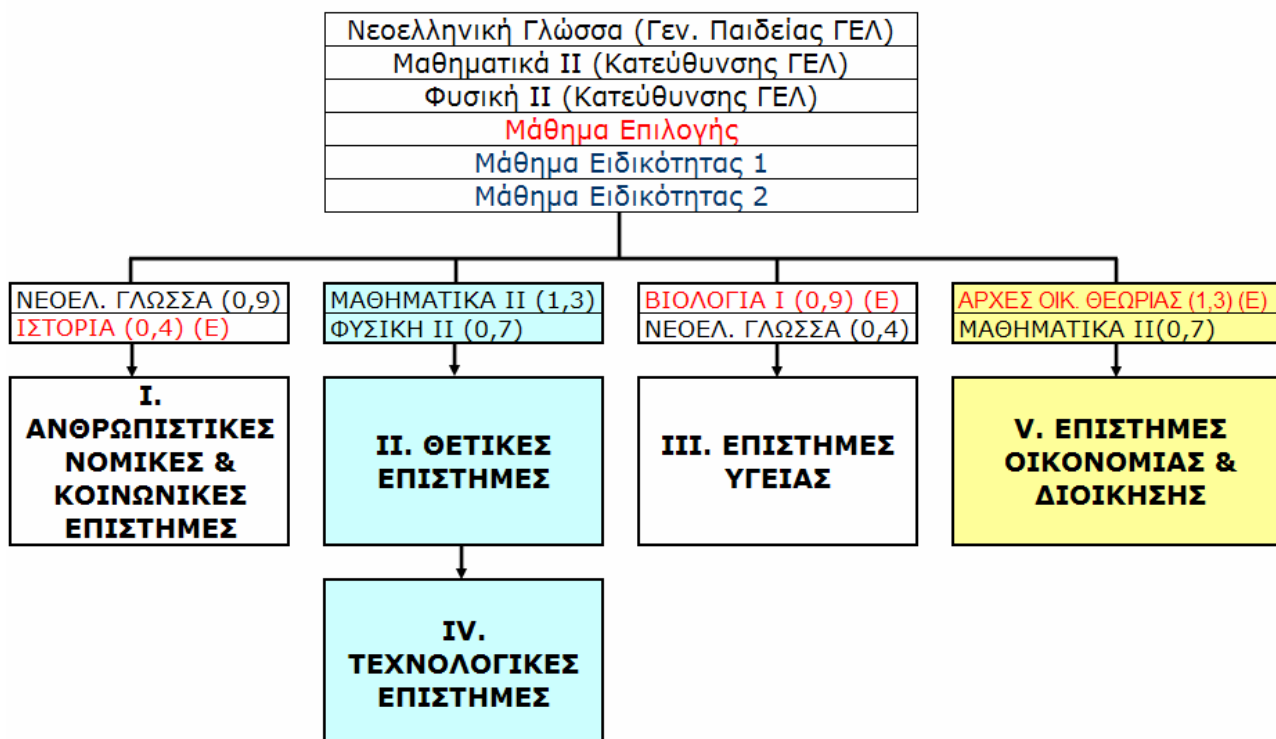 Νεοελληνική Γλώσσα (Γεν. Παιδείας ΓΕΛ)
Μαθηματικά ΙΙ (Κατεύθυνσης ΓΕΛ)
Φυσική ΙΙ (Κατεύθυνσης ΓΕΛ)
Μάθημα Επιλογής
Μάθημα Ειδικότητας 1
Μάθημα Ειδικότητας 2
ΝΕΟΕΛ. ΓΛΩΣΣΑ (0,9)
ΙΣΤΟΡΙΑ (0,4) (Ε)
ΜΑΘΗΜΑΤΙΚΑ ΙΙ (1,3)
ΦΥΣΙΚΗ ΙΙ (0,7)
ΒΙΟΛΟΓΙΑ Ι (0,9) (Ε)
ΝΕΟΕΛ. ΓΛΩΣΣΑ (0,4)
ΑΡΧΕΣ ΟΙΚ. ΘΕΩΡΙΑΣ (1,3) (Ε)
ΜΑΘΗΜΑΤΙΚΑ ΙΙ(0,7)
Ι.
ΑΝΘΡΩΠΙΣΤΙΚΕΣ
ΝΟΜΙΚΕΣ &
ΚΟΙΝΩΝΙΚΕΣ
ΕΠΙΣΤΗΜΕΣ
ΙΙ. ΘΕΤΙΚΕΣ
ΕΠΙΣΤΗΜΕΣ
ΙΙΙ. ΕΠΙΣΤΗΜΕΣ
ΥΓΕΙΑΣ
V. ΕΠΙΣΤΗΜΕΣ
ΟΙΚΟΝΟΜΙΑΣ &
ΔΙΟΙΚΗΣΗΣ
IV.
ΤΕΧΝΟΛΟΓΙΚΕΣ
ΕΠΙΣΤΗΜΕΣ